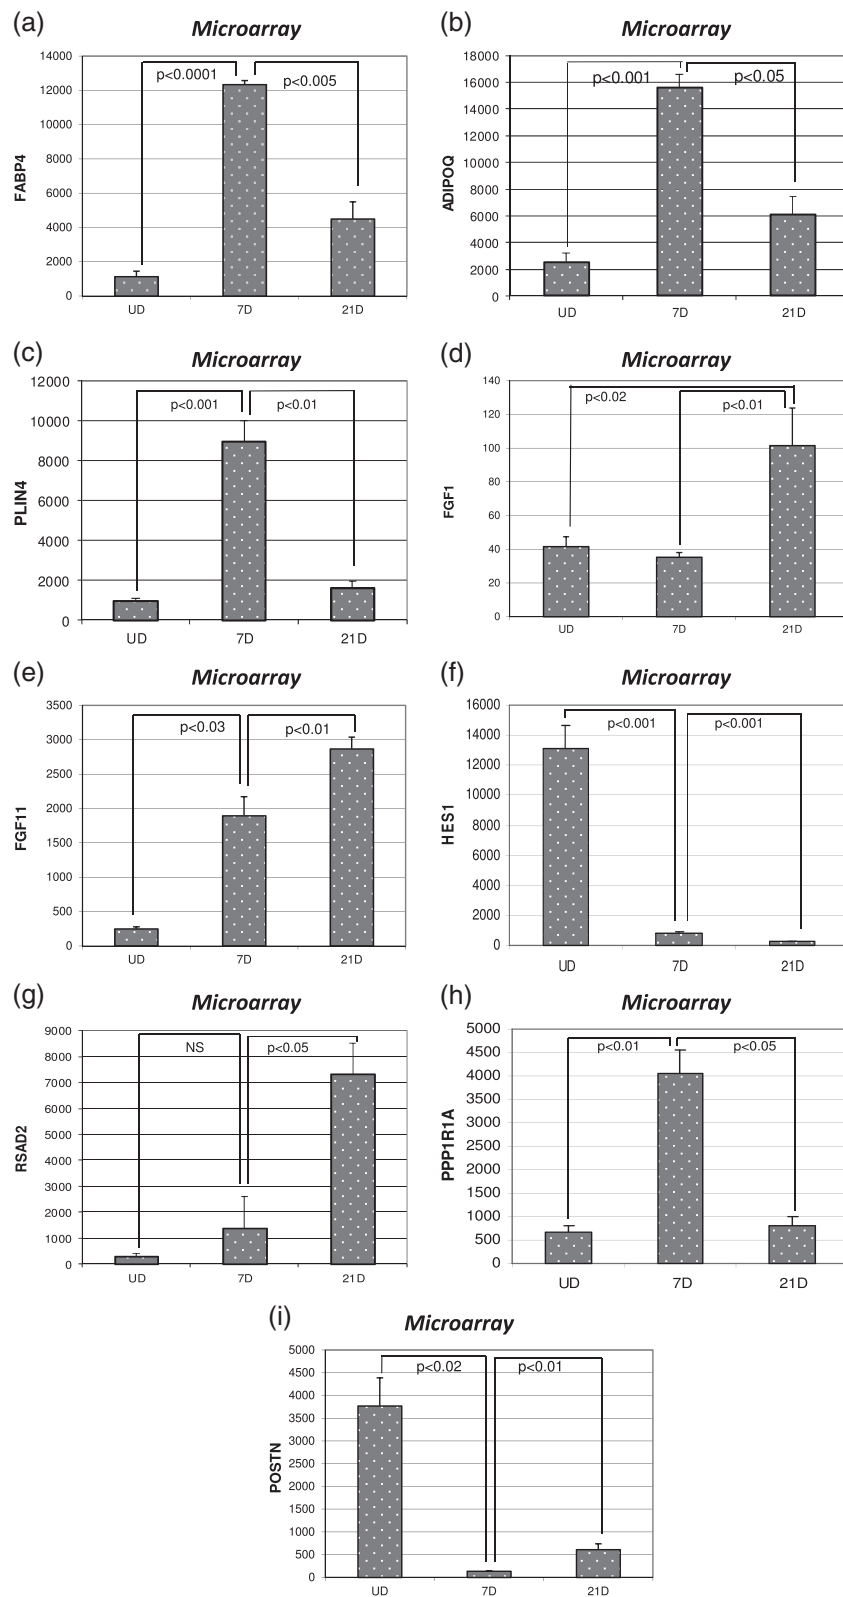 (a)
Microarray
14000
12000
10000
8000
6000
4000
2000
0
FABP4
p<0.0001
p<0.005
UD 7D 21D
(b)
Microarray
18000
16000
14000
12000
10000
8000
6000
4000
2000
0
ADIPOQ
p<0.001
p<0.05
UD 7D 21D
(c)
Microarray
12000
10000
8000
6000
4000
2000
0
PLIN4
p<0.001
p<0.01
UD 7D 21D
(d)
Microarray
140
120
100
80
60
40
20
0
FGF1
p<0.02
p<0.01
UD 7D 21D
(e)
Microarray
3500
3000
2500
2000
1500
1000
500
0
FGF11
p<0.03
p<0.01
UD 7D 21D
(f)
Microarray
16000
14000
12000
10000
8000
6000
4000
2000
0
HES1
p<0.001
p<0.001
UD 7D 21D
(g)
Microarray
9000
8000
7000
6000
5000
4000
3000
2000
1000
0
RSAD2
NS
p<0.05
UD 7D 21D
(h)
Microarray
5000
4500
4000
3500
3000
2500
2000
1500
1000
500
0
PPP1R1A
p<0.01
p<0.05
UD 7D 21D
(i)
Microarray
5000
4500
4000
3500
3000
2500
2000
1500
1000
500
0
POSTN
p<0.02
p<0.01
UD 7D 21D